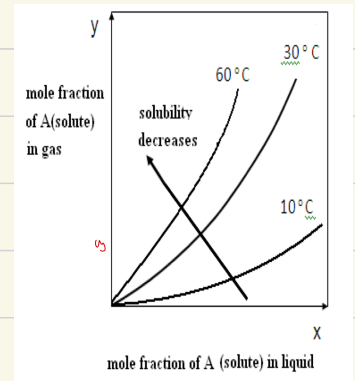 y
30°C
60°C
mole fraction
of A(solute)
in gas
solubility
decreases
10°C
x
mole fraction of A (solute) in liquid